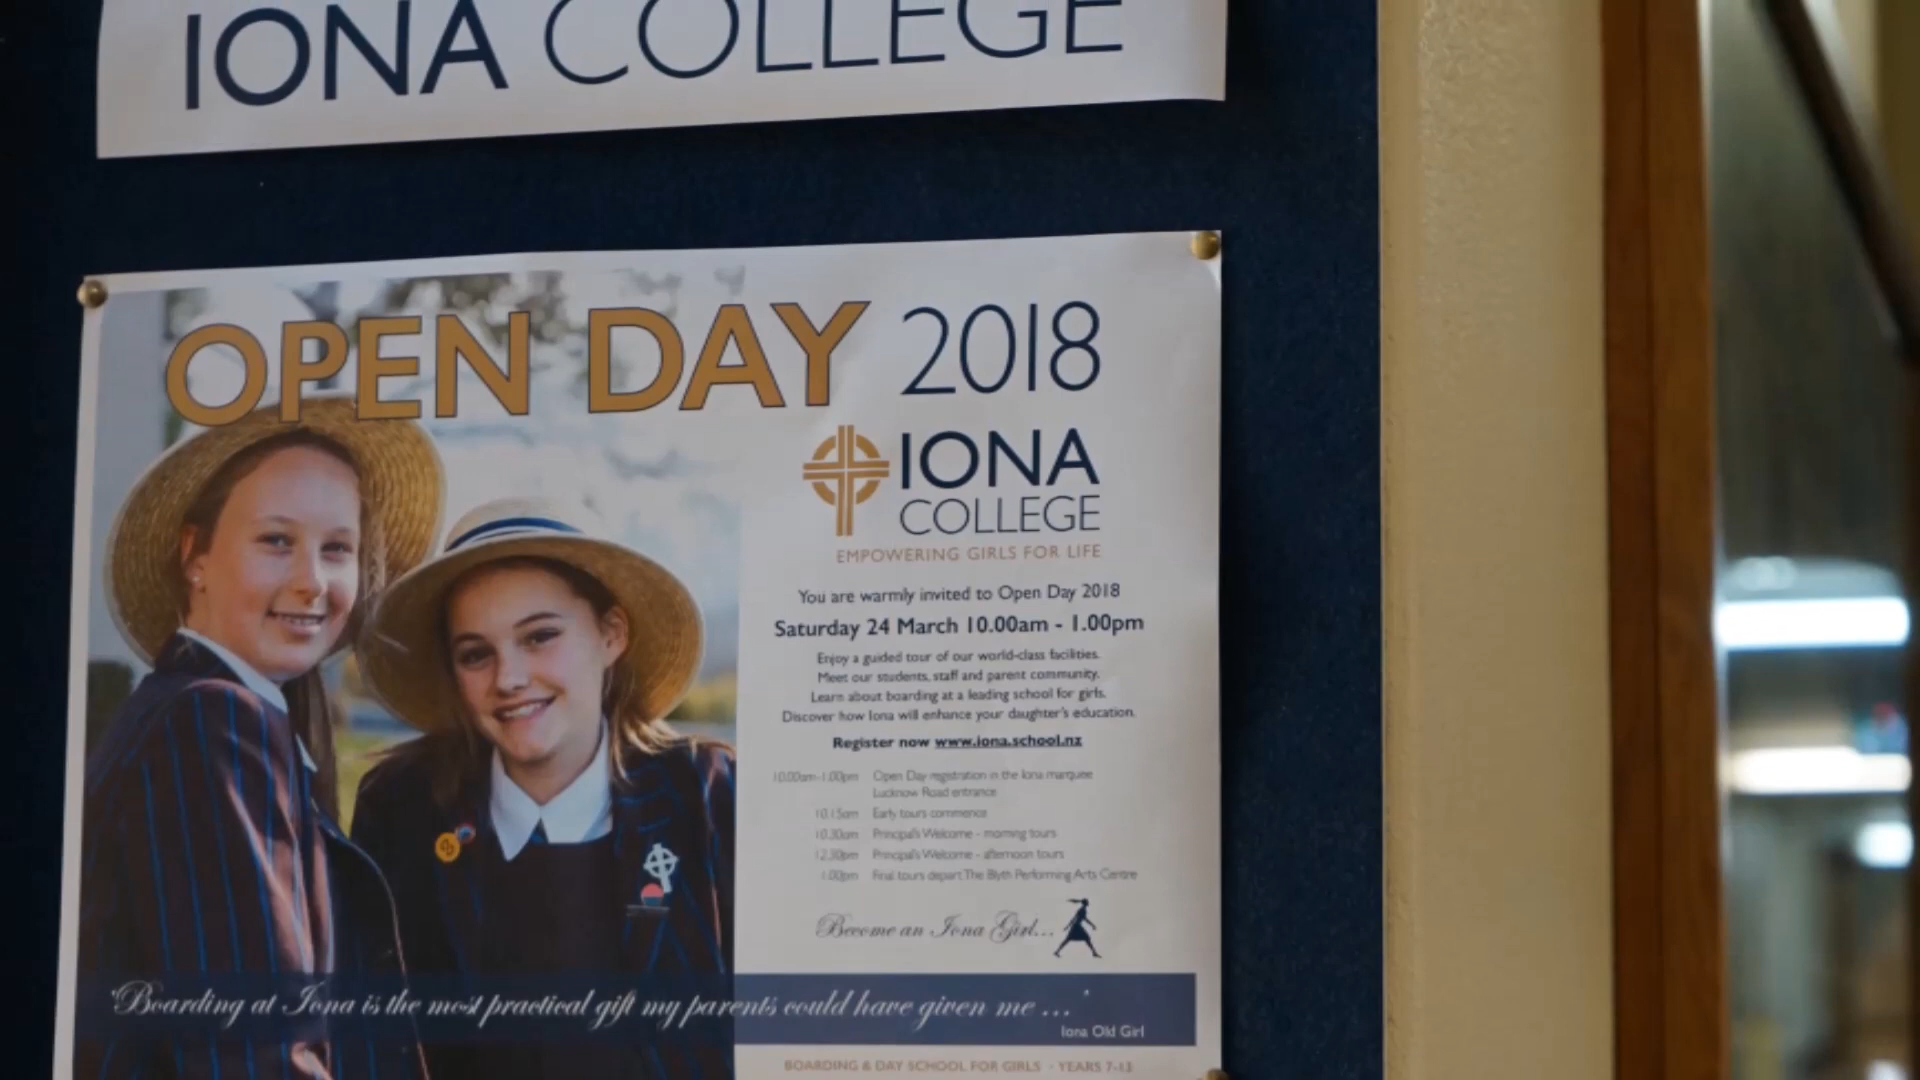 IONA COLLEGE
OPEN DAY 2018
IONA
COLLEGE
EMPOWERING GIRLS FOR LIFE
You are warmly invited to Open Day 2018
Saturday 24 March 10.00am - 1.00pm
Enjoy a guided tour of our world-class facilities.
Meet our students, staff and parent community.
Learn about boarding at a leading school for girls.
Discover how Iona will enhance your daughter's education.
Register now www.iona.school.nz
10.00am-1.00pm Open Day registration in the Iona marquee
Lucknow Road entrance
10.15am Early tours commence
10.30am Principal's Welcome - morning tours
12.30pm Principal's Welcome - afternoon tours
1.00pm Final tours depart The Blyth Performing Arts Centre
Become an Iona Girl...
'Boarding at Iona is the most practical gift my parents could have given me ...'
Iona Old Girl
BOARDING & DAY SCHOOL FOR GIRLS - YEARS 7-13